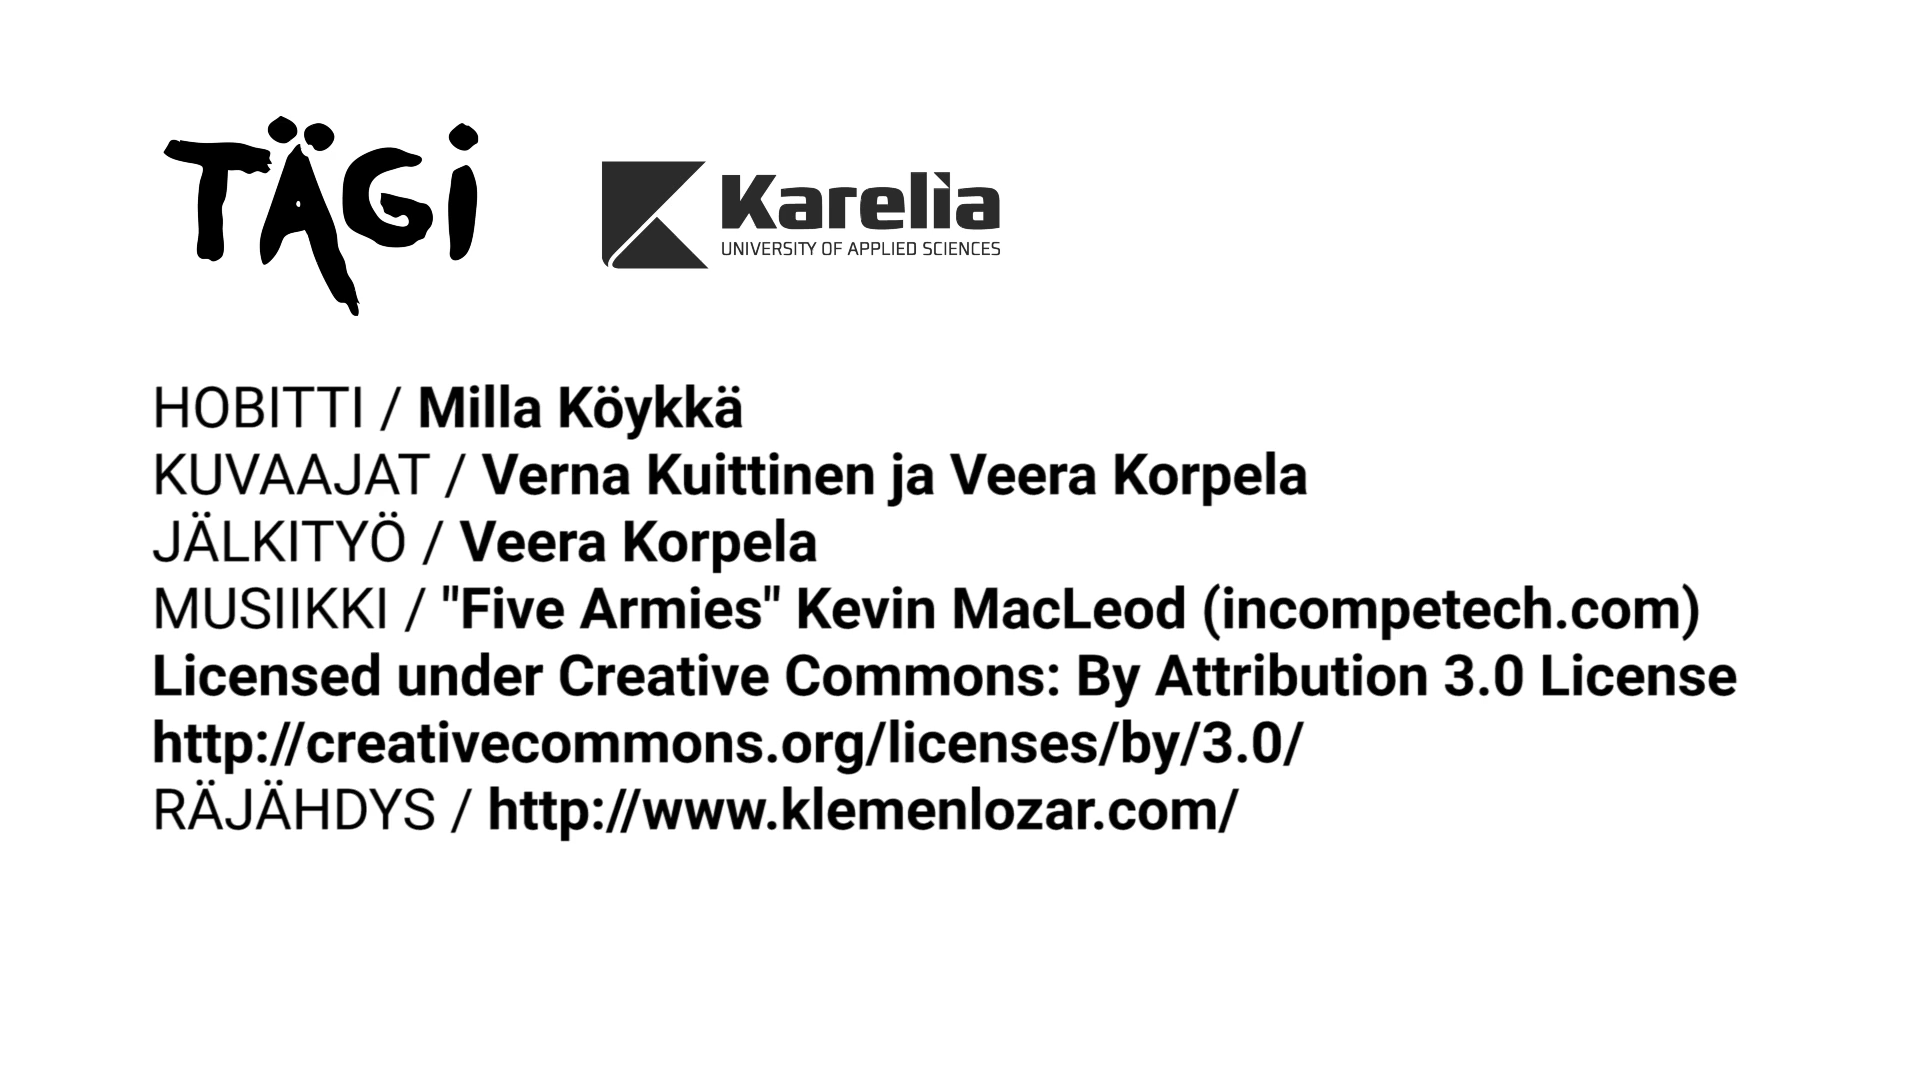 TÄGi
Karelia
UNIVERSITY OF APPLIED SCIENCES
HOBITTI / Milla Köykkä
KUVAAJAT / Verna Kuittinen ja Veera Korpela
JÄLKITYÖ / Veera Korpela
MUSIIKKI / "Five Armies" Kevin MacLeod (incompetech.com)
Licensed under Creative Commons: By Attribution 3.0 License
http://creativecommons.org/licenses/by/3.0/
RÄJÄHDYS / http://www.klemenlozar.com/